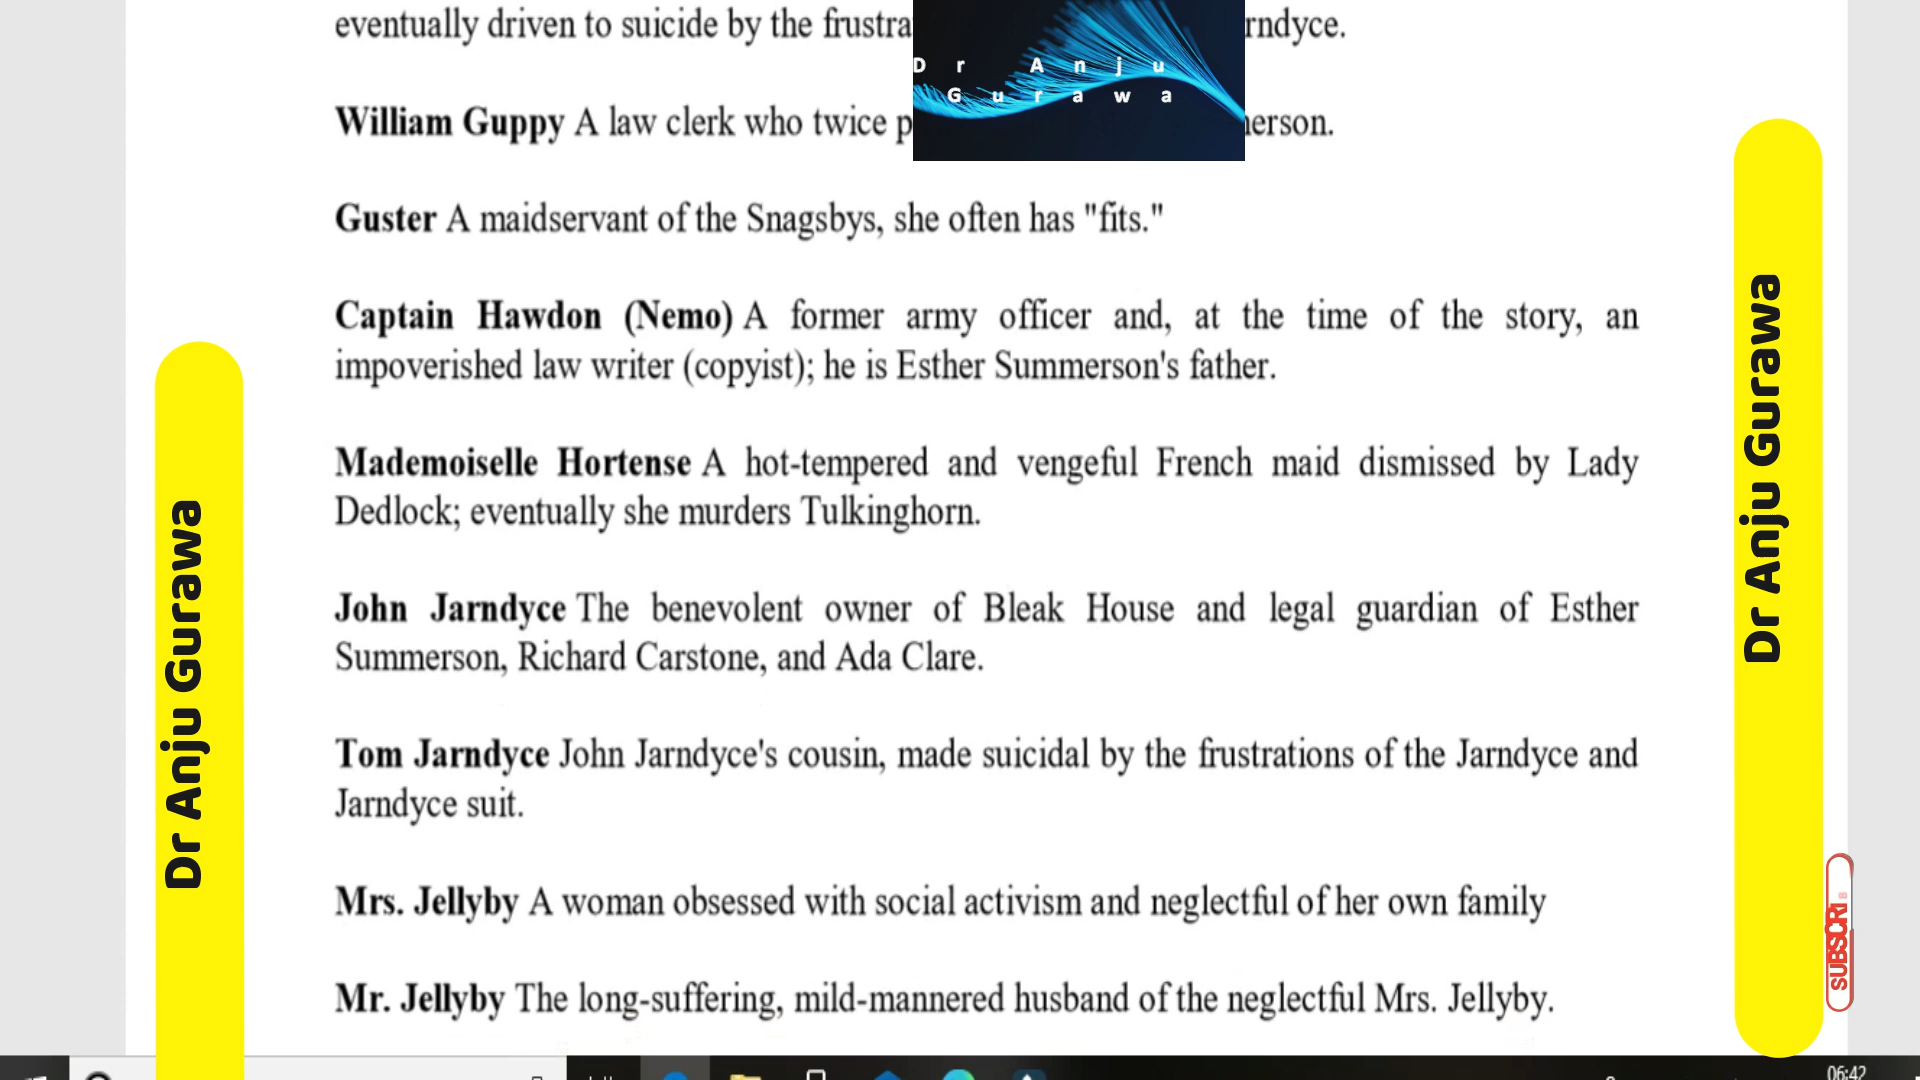 eventually driven to suicide by the
William Guppy A law clerk who twice
Guster A maidservant of the Snagsbys, she often has "fits."
Captain Hawdon (Nemo) A former army officer and, at the time of the story, an
impoverished law writer (copyist); he is Esther Summerson's father.
Mademoiselle Hortense A hot-tempered and vengeful French maid dismissed by Lady
Dedlock; eventually she murders Tulkinghorn.
John Jarndyce The benevolent owner of Bleak House and legal guardian of Esther
Summerson, Richard Carstone, and Ada Clare.
Tom Jarndyce John Jarndyce's cousin, made suicidal by the frustrations of the Jarndyce and
Jarndyce suit.
Mrs. Jellyby A woman obsessed with social activism and neglectful of her own family
Mr. Jellyby The long-suffering, mild-mannered husband of the neglectful Mrs. Jellyby.
Dr Anju
Gurawa
Dr Anju Gurawa
Dr Anju Gurawa
SUBSCRI
06:42